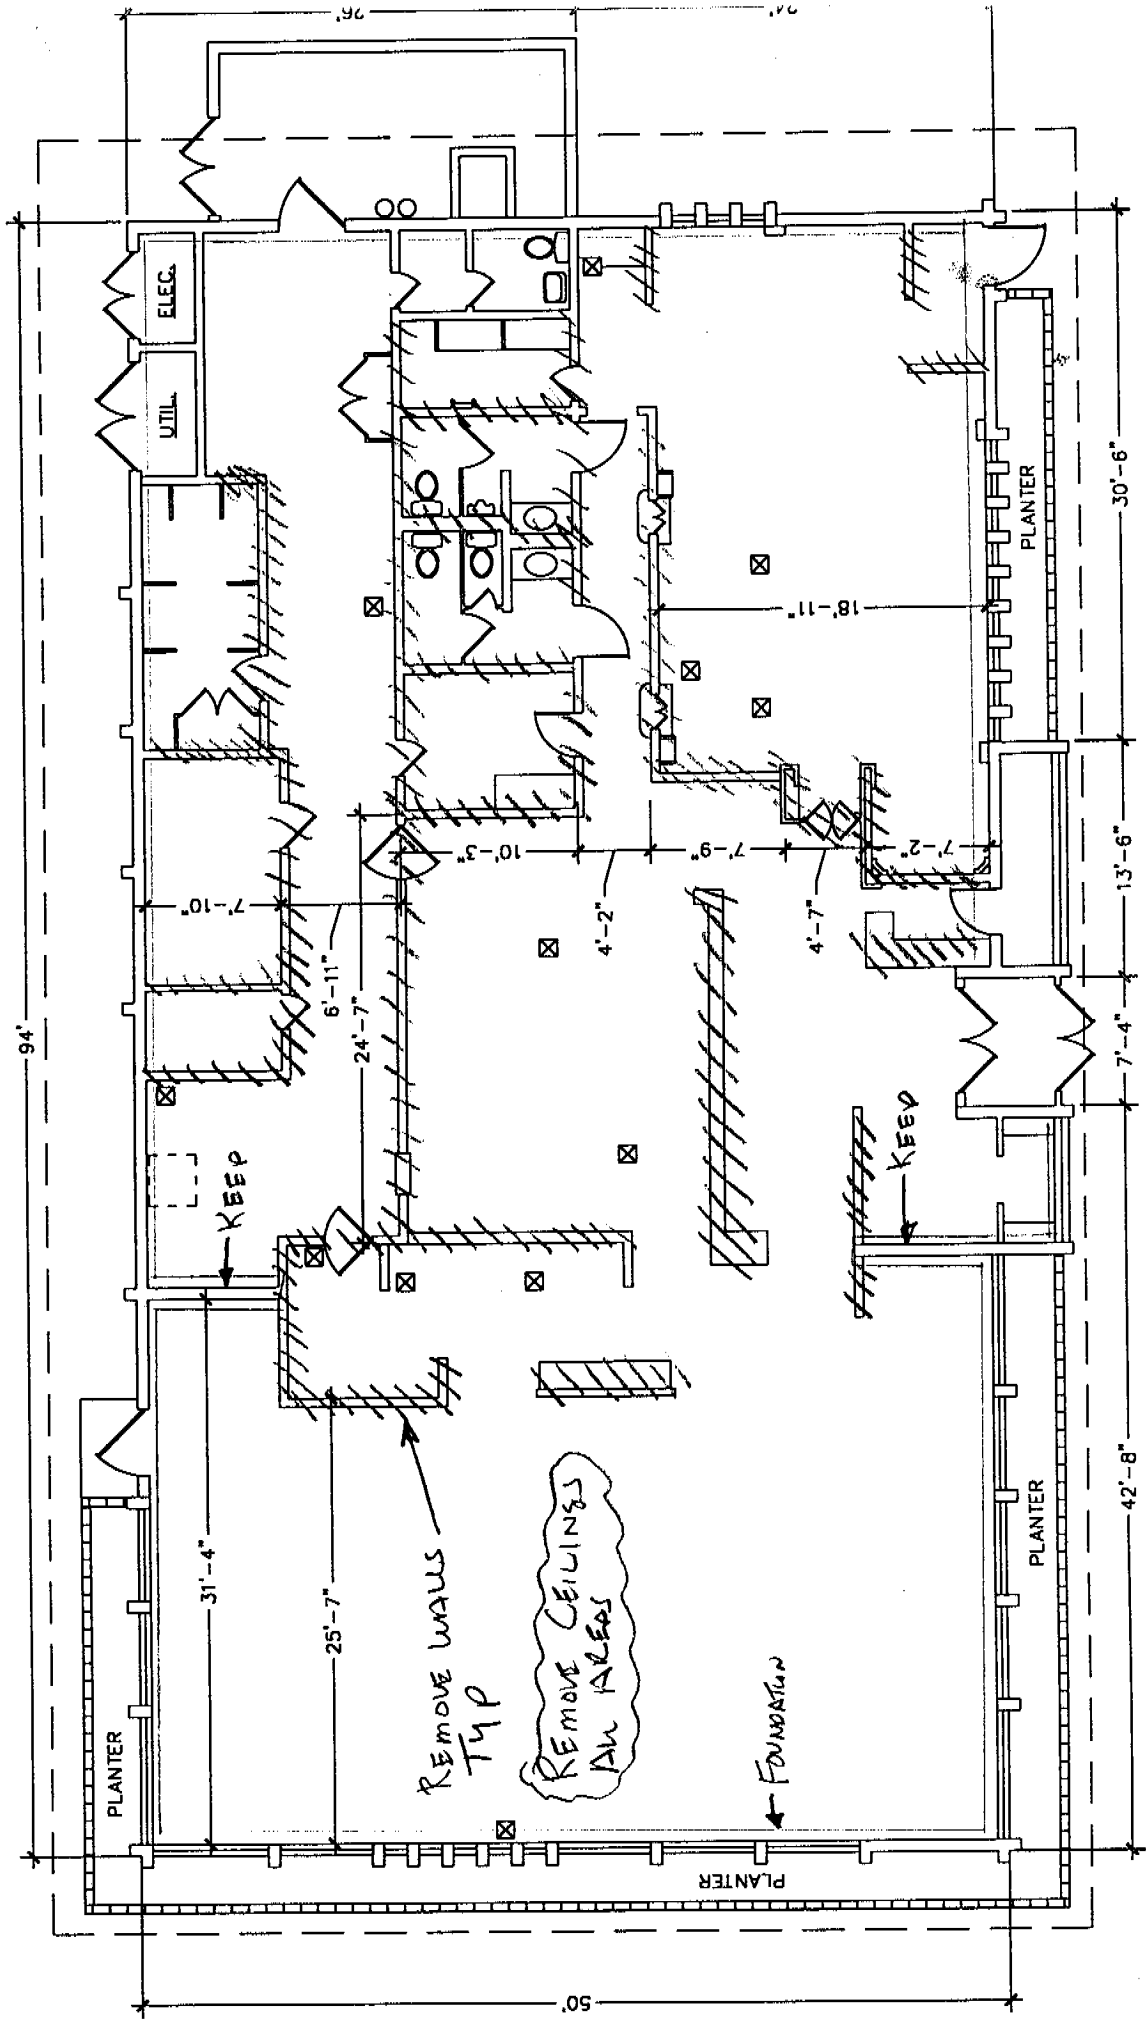 26'
24'
94'
ELEC.
UTIL.
PLANTER
30'-6"
18'-11"
7'-10"
6'-11"
24'-7"
10'-3"
4'-2"
7'-9"
4'-7"
7'-2"
13'-6"
7'-4"
KEEP
KEEP
31'-4"
25'-7"
REMOVE WALLS
TYP
REMOVE CEILINGS
ALL AREAS
FOUNDATION
PLANTER
PLANTER
42'-8"
PLANTER
50'